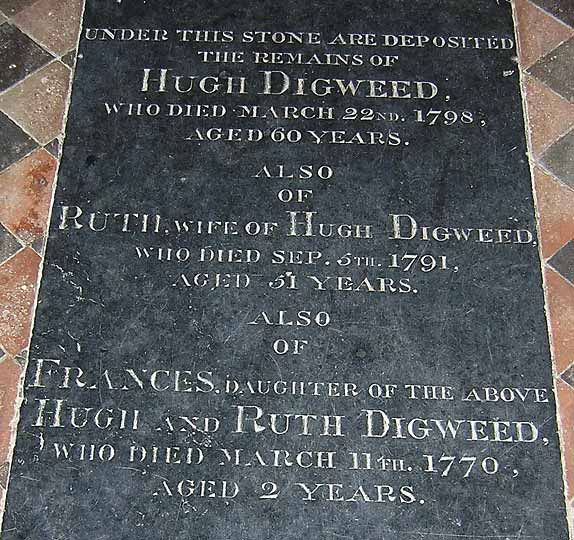 UNDER THIS STONE ARE DEPOSITED
THE REMAINS OF
HUGH DIGWEED,
WHO DIED MARCH 22ND. 1798,
AGED 60 YEARS.
ALSO
OF
RUTH, WIFE OF HUGH DIGWEED,
WHO DIED SEP. 5TH. 1791,
AGED 51 YEARS.
ALSO
OF
FRANCES, DAUGHTER OF THE ABOVE
HUGH AND RUTH DIGWEED,
WHO DIED MARCH 11TH. 1770,
AGED 2 YEARS.